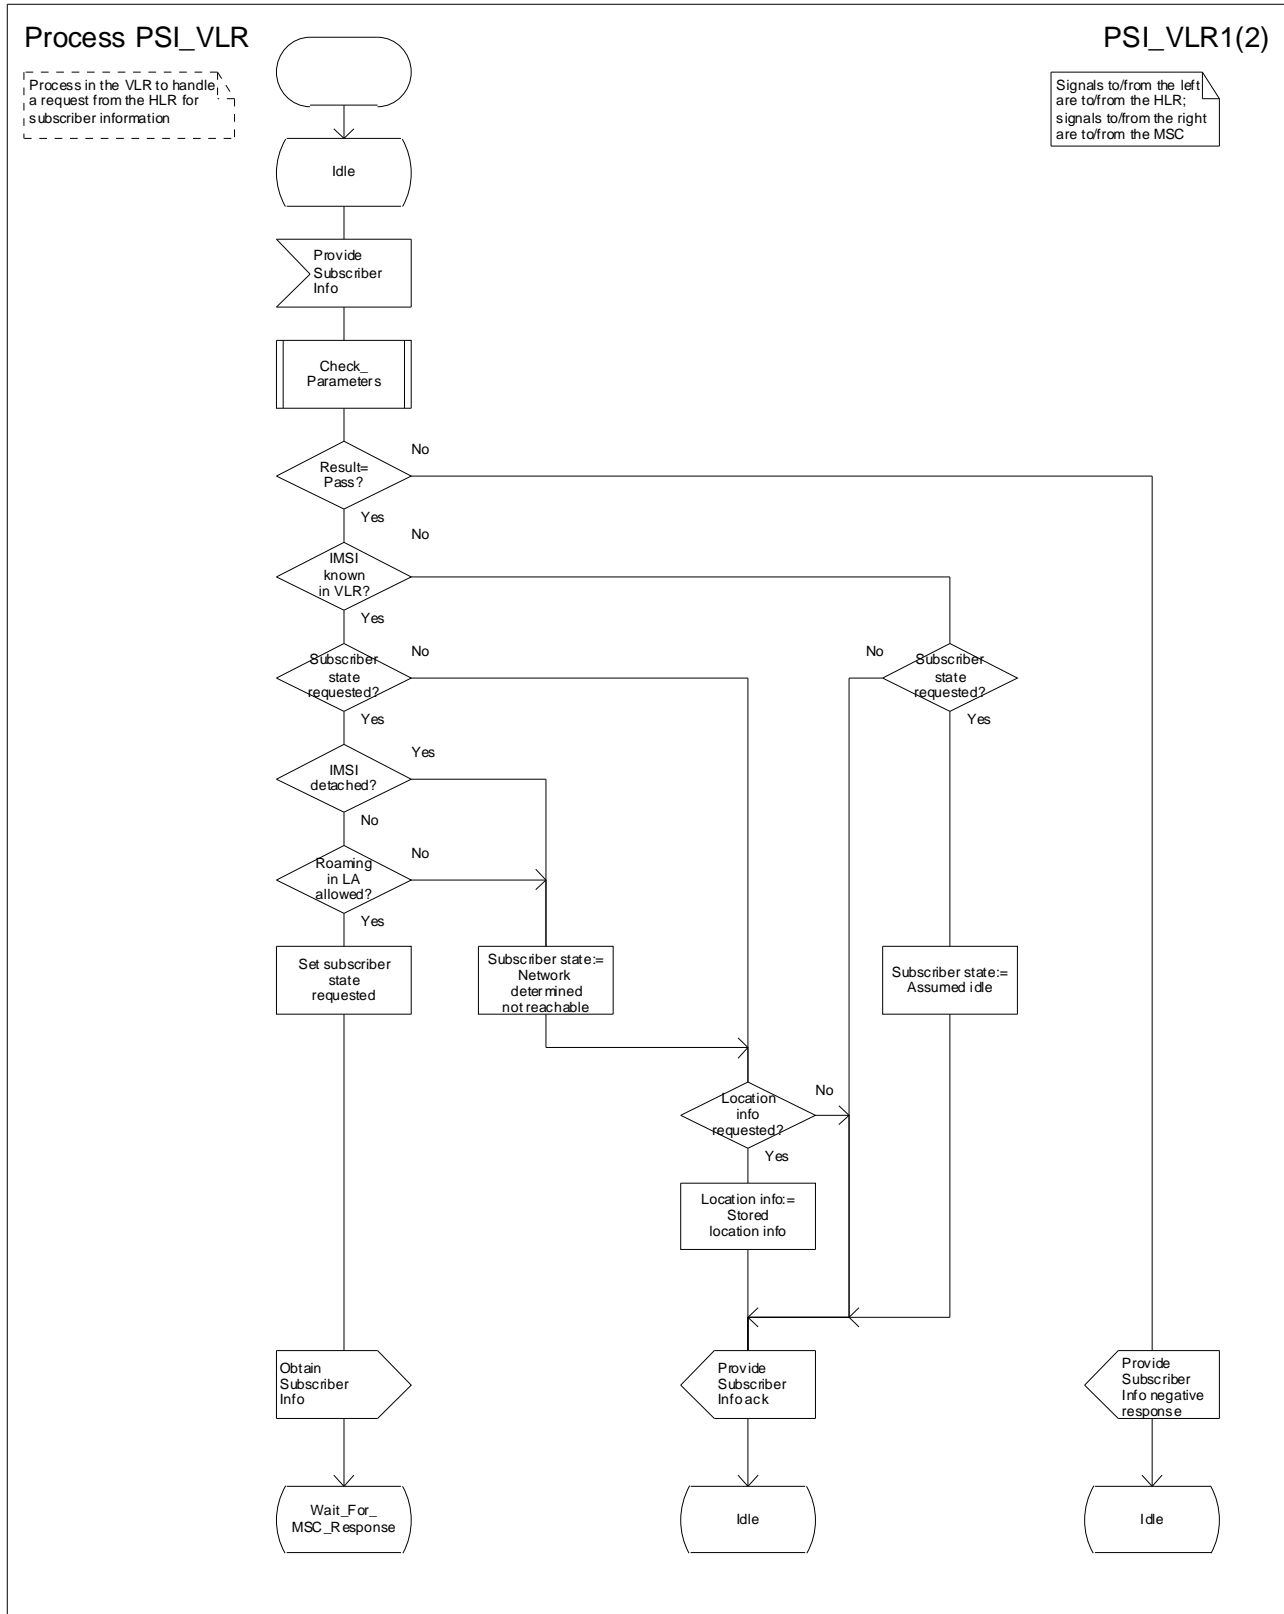 Process PSI_VLR
PSI_VLR1(2)
Process in the VLR to handle
a request from the HLR for
subscriber information
Signals to/from the left
are to/from the HLR;
signals to/from the right
are to/from the MSC
Idle
Provide
Subscriber
Info
Check_
Parameters
No
Result=
Pass?
Yes
No
IMSI
known
in VLR?
Yes
Subscriber
state
requested?
No
Yes
No
Subscriber
state
requested?
Yes
Yes
IMSI
detached?
No
No
Roaming
in LA
allowed?
Yes
Set subscriber
state
requested
Subscriber state:=
Network
determined
not reachable
Subscriber state:=
Assumed idle
No
Location
info
requested?
Yes
Location info:=
Stored
location info
Obtain
Subscriber
Info
Provide
Subscriber
Info ack
Provide
Subscriber
Info negative
response
Wait_For_
MSC_Response
Idle
Idle